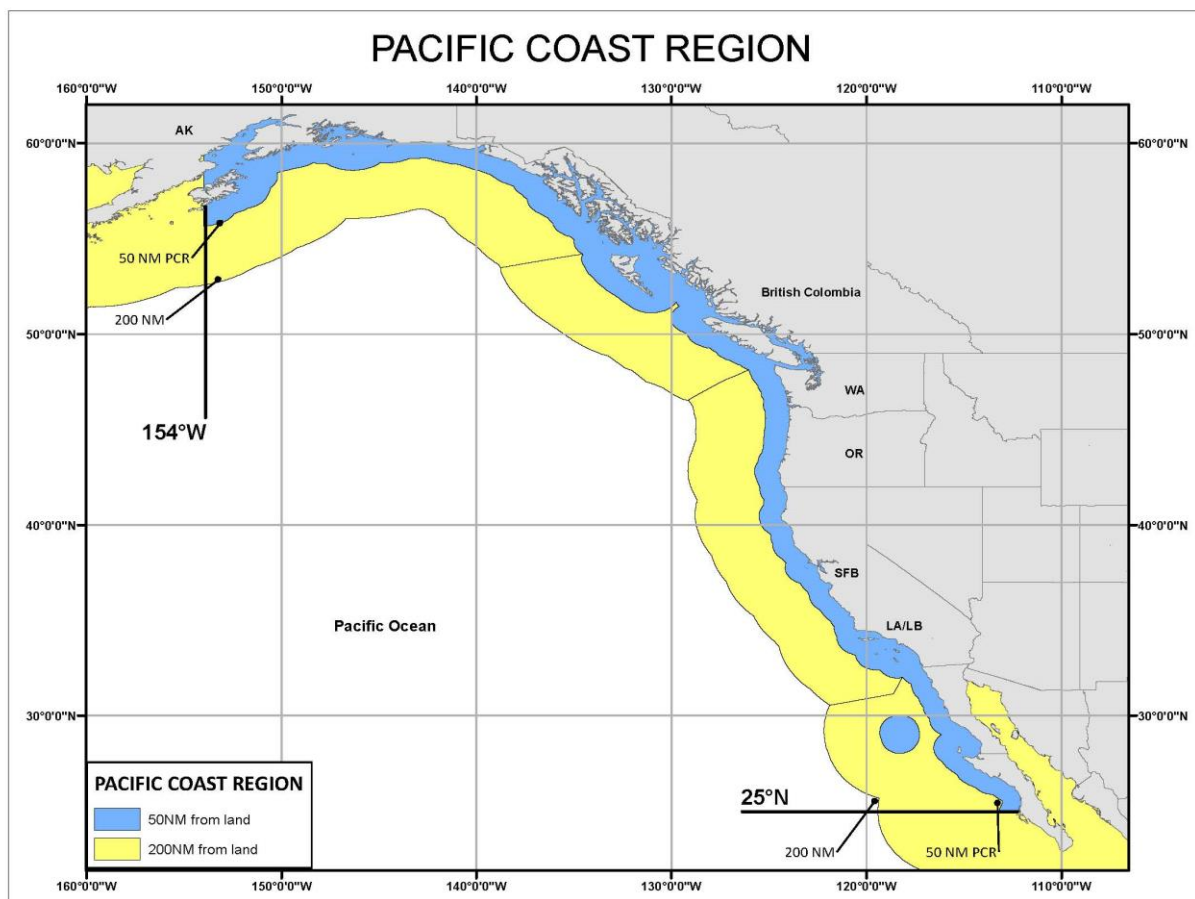 PACIFIC COAST REGION
160°0'0"W 150°0'0"W 140°0'0"W 130°0'0"W 120°0'0"W 110°0'0"W
AK
60°0'0"N 60°0'0"N
50 NM PCR
British Colombia
200 NM
50°0'0"N 50°0'0"N
WA
154°W
OR
40°0'0"N 40°0'0"N
SFB
Pacific Ocean
LA/LB
30°0'0"N 30°0'0"N
PACIFIC COAST REGION
50NM from land
200NM from land
25°N
200 NM 50 NM PCR
160°0'0"W 150°0'0"W 140°0'0"W 130°0'0"W 120°0'0"W 110°0'0"W